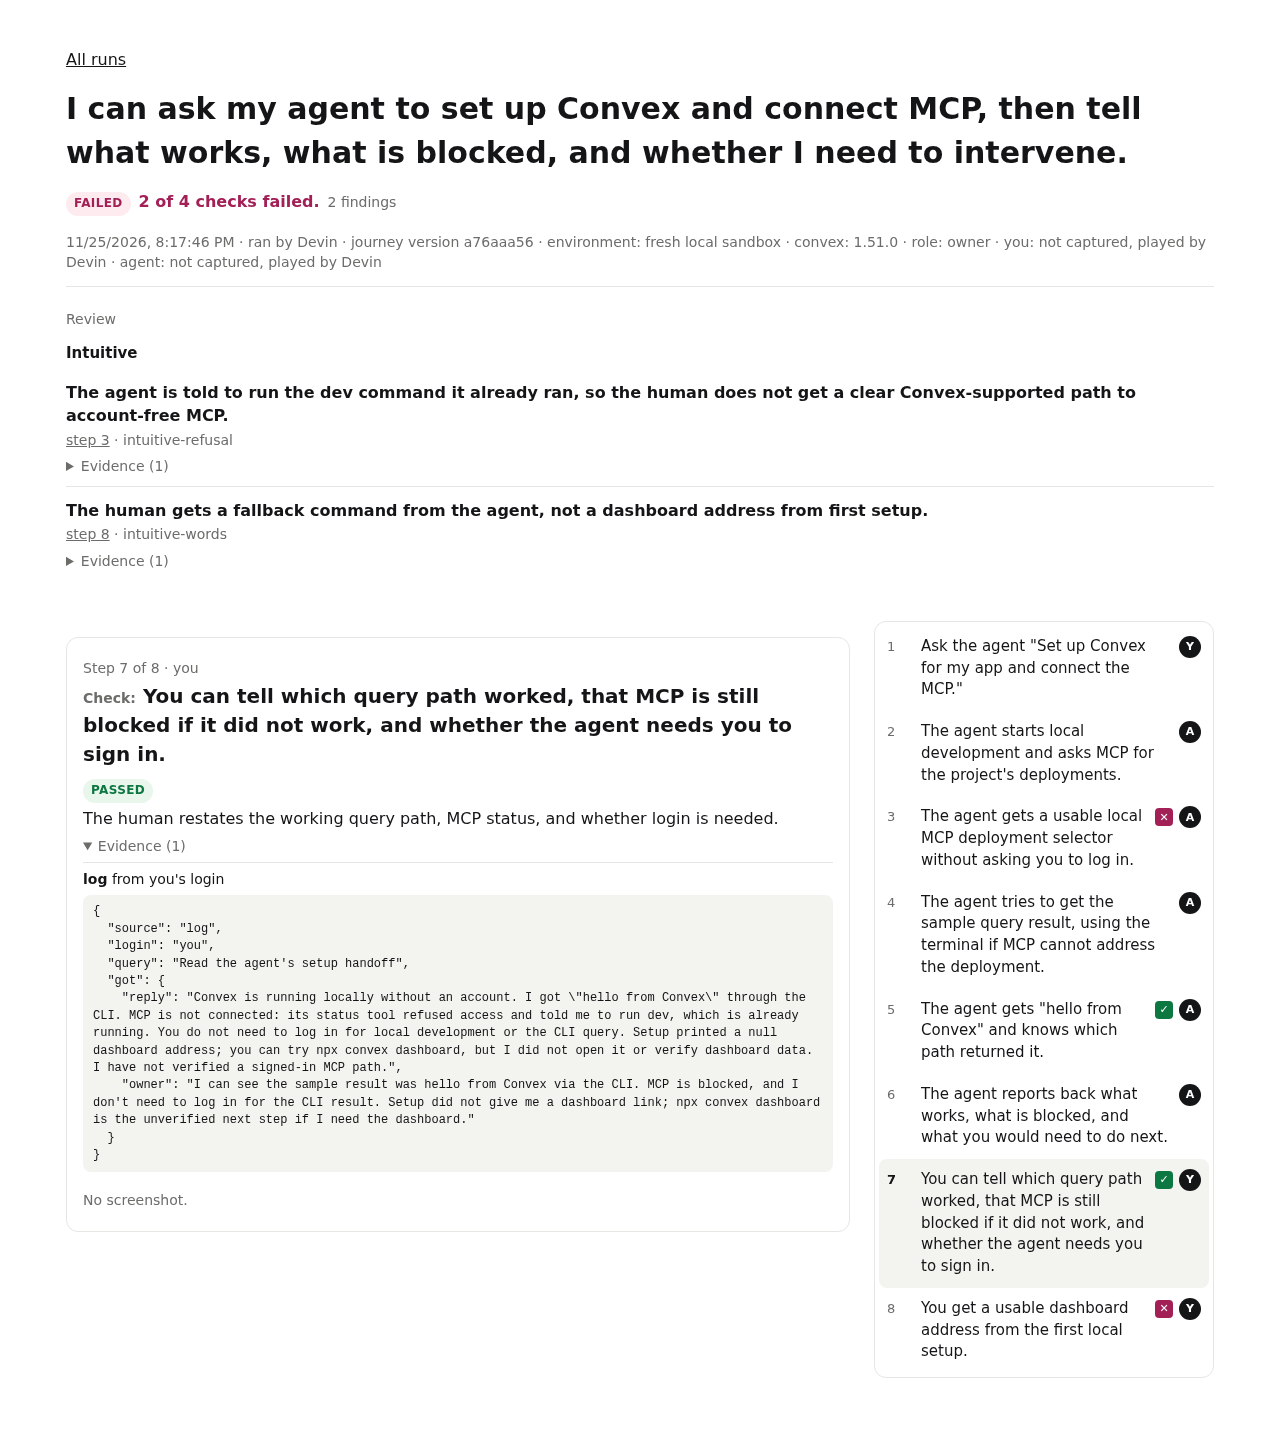 All runs
I can ask my agent to set up Convex and connect MCP, then tell
what works, what is blocked, and whether I need to intervene.
FAILED 2 of 4 checks failed. 2 findings
11/25/2026, 8:17:46 PM · ran by Devin · journey version a76aaa56 · environment: fresh local sandbox · convex: 1.51.0 · role: owner · you: not captured, played by
Devin · agent: not captured, played by Devin
Review
Intuitive
The agent is told to run the dev command it already ran, so the human does not get a clear Convex-supported path to
account-free MCP.
step 3 · intuitive-refusal
▶ Evidence (1)
The human gets a fallback command from the agent, not a dashboard address from first setup.
step 8 · intuitive-words
▶ Evidence (1)
Step 7 of 8 · you
Check: You can tell which query path worked, that MCP is still
blocked if it did not work, and whether the agent needs you to
sign in.
PASSED
The human restates the working query path, MCP status, and whether login is needed.
▼ Evidence (1)
log from you's login
{
  "source": "log",
  "login": "you",
  "query": "Read the agent's setup handoff",
  "got": {
    "reply": "Convex is running locally without an account. I got \"hello from Convex\" through the
CLI. MCP is not connected: its status tool refused access and told me to run dev, which is already
running. You do not need to log in for local development or the CLI query. Setup printed a null
dashboard address; you can try npx convex dashboard, but I did not open it or verify dashboard data.
I have not verified a signed-in MCP path.",
    "owner": "I can see the sample result was hello from Convex via the CLI. MCP is blocked, and I
don't need to log in for the CLI result. Setup did not give me a dashboard link; npx convex dashboard
is the unverified next step if I need the dashboard."
  }
}
No screenshot.
1 Ask the agent "Set up Convex Y
for my app and connect the
MCP."
2 The agent starts local A
development and asks MCP for
the project's deployments.
3 The agent gets a usable local ✕ A
MCP deployment selector
without asking you to log in.
4 The agent tries to get the A
sample query result, using the
terminal if MCP cannot address
the deployment.
5 The agent gets "hello from ✓ A
Convex" and knows which
path returned it.
6 The agent reports back what A
works, what is blocked, and
what you would need to do next.
7 You can tell which query path ✓ Y
worked, that MCP is still
blocked if it did not work, and
whether the agent needs you
to sign in.
8 You get a usable dashboard ✕ Y
address from the first local
setup.